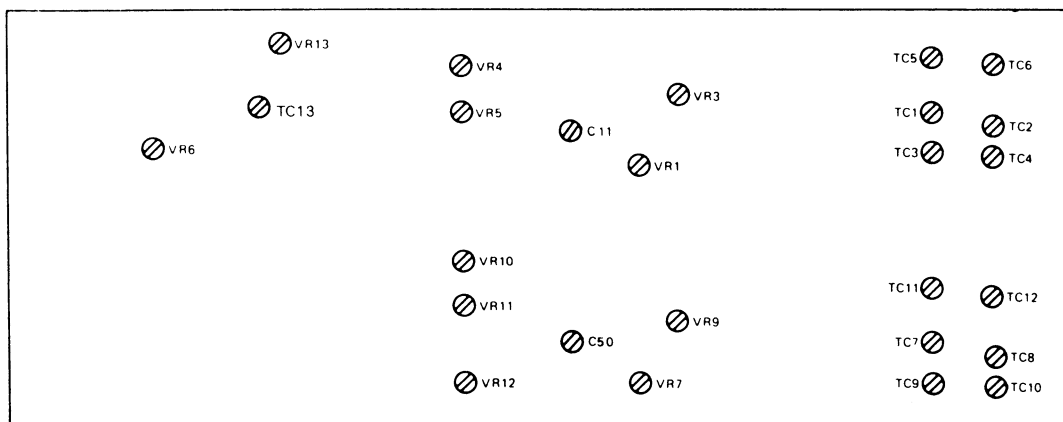 VR13
TC5
VR4
TC6
VR3
TC13
VR5
TC1
C11
TC2
VR6
TC3
TC4
VR1
VR10
TC11
TC12
VR11
VR9
C50
TC7
TC8
VR12
VR7
TC9
TC10